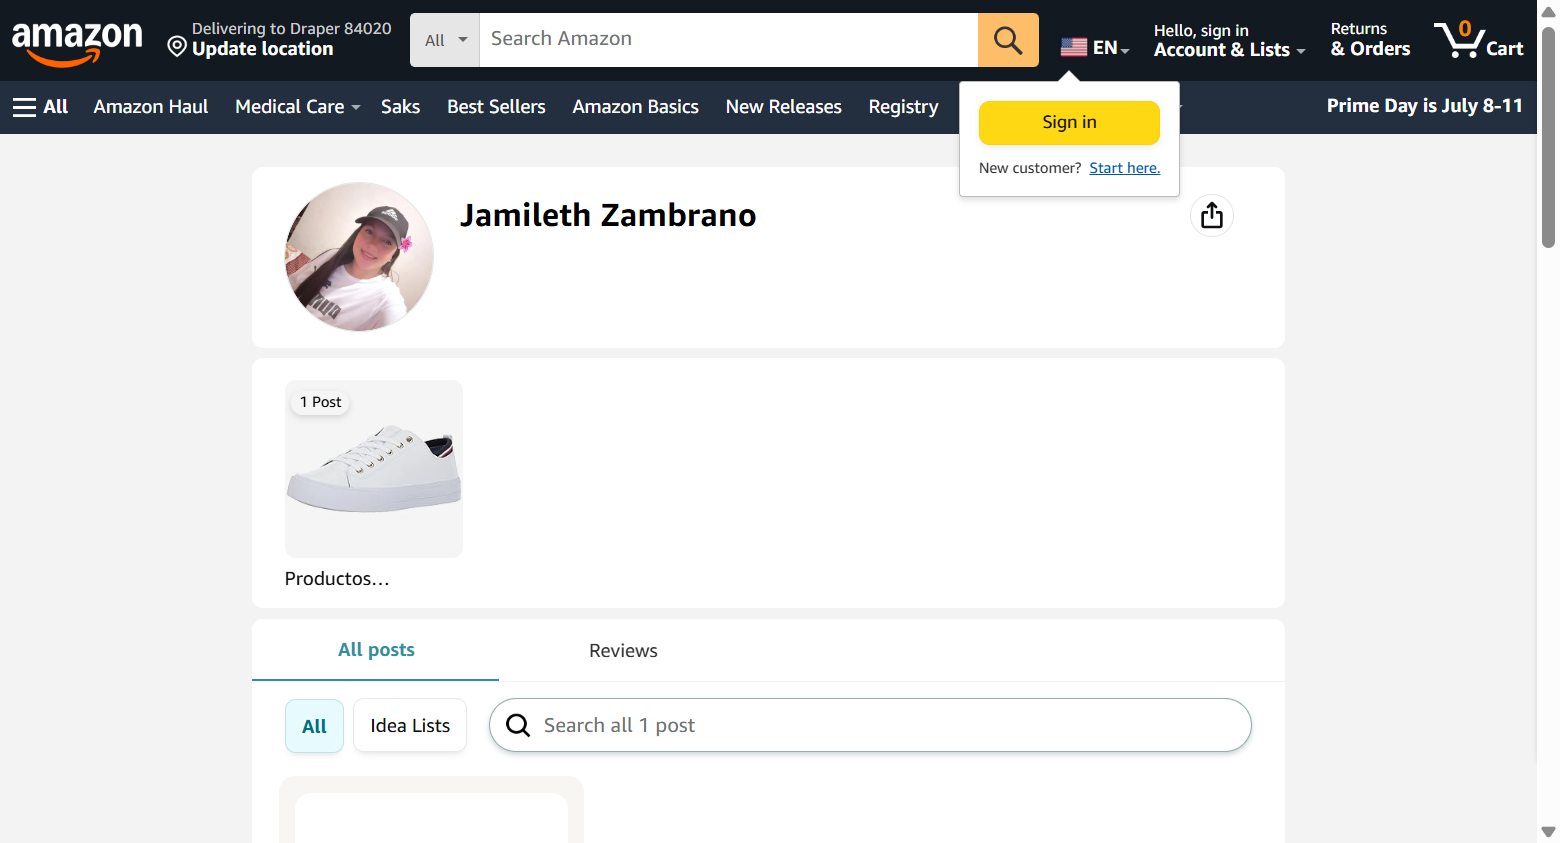 amazon
Delivering to Draper 84020
Update location
All
Search Amazon
EN
Hello, sign in
Account & Lists
Returns
& Orders
0
Cart
All
Amazon Haul
Medical Care
Saks
Best Sellers
Amazon Basics
New Releases
Registry
Prime Day is July 8-11
Sign in
New customer? Start here.
Jamileth Zambrano
1 Post
Productos…
All posts
Reviews
All
Idea Lists
Search all 1 post